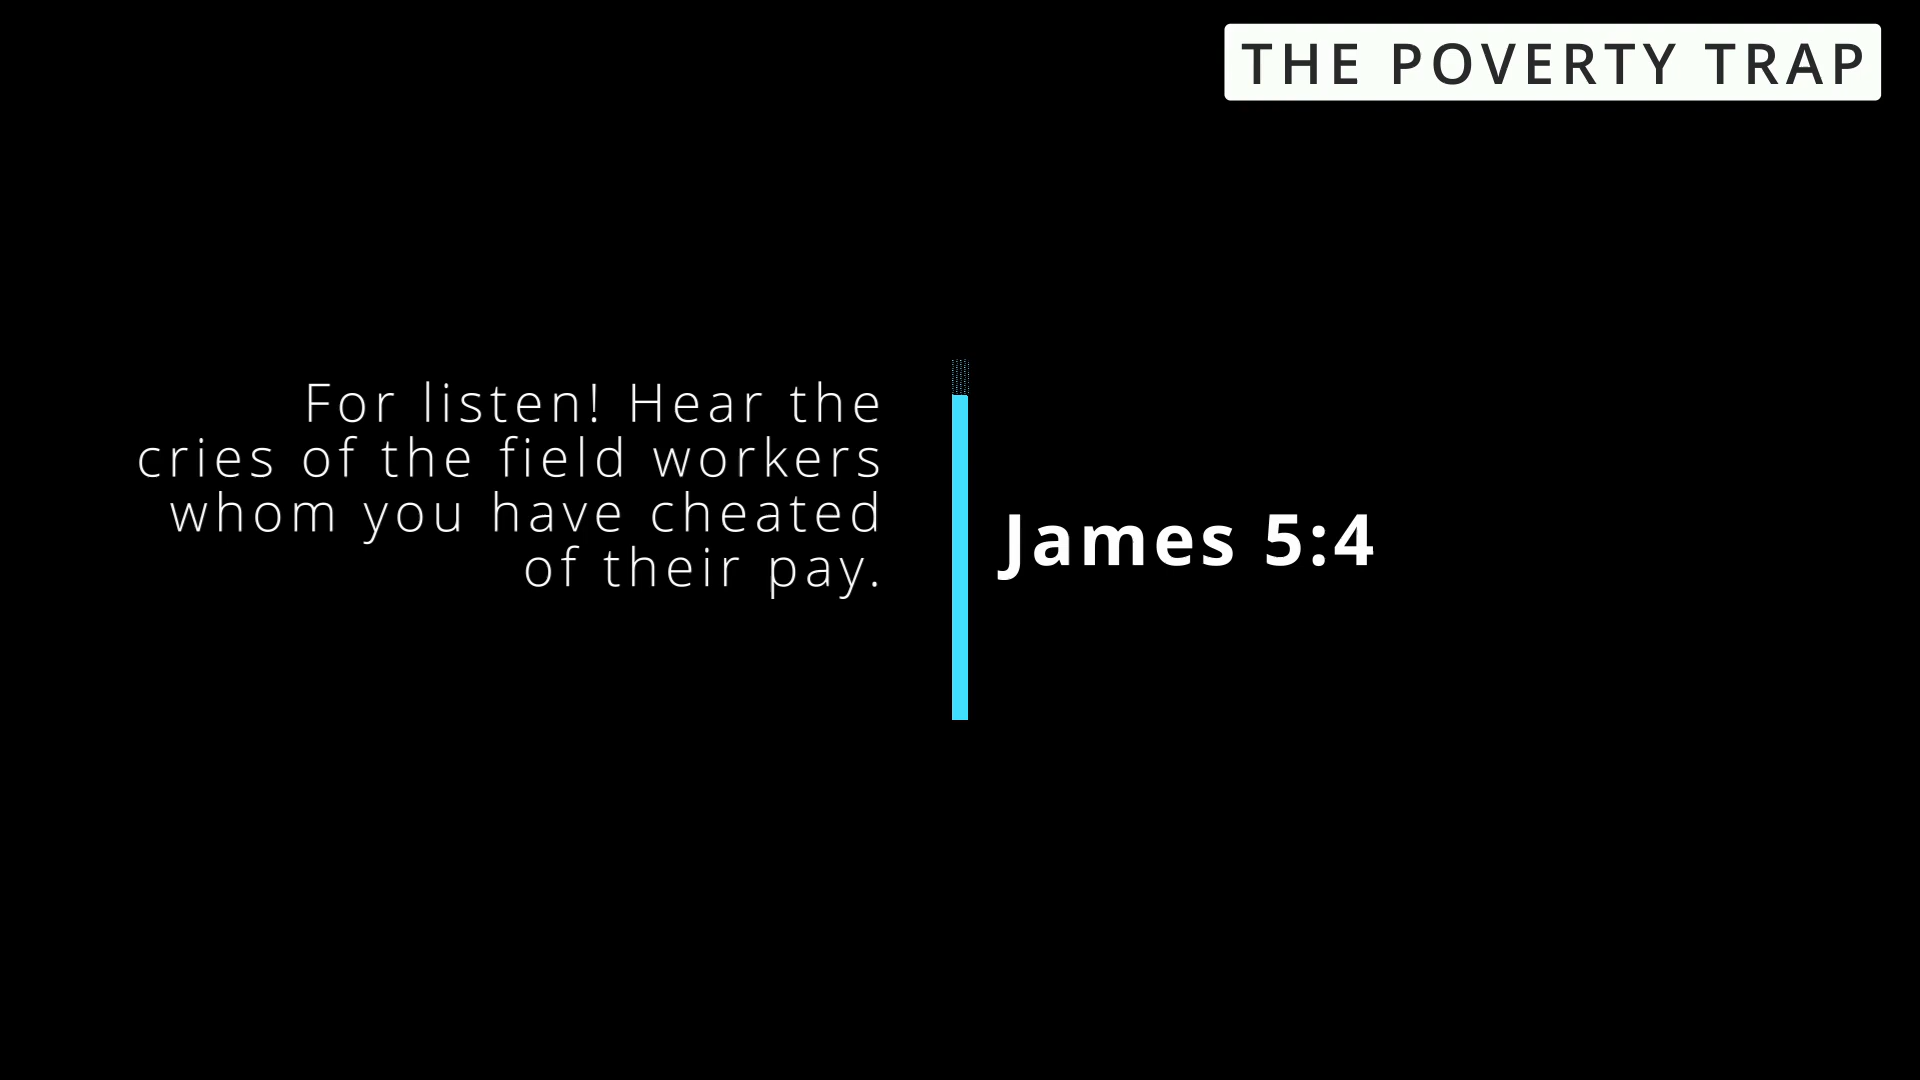 THE POVERTY TRAP
For listen! Hear the
cries of the field workers
whom you have cheated
of their pay.
James 5:4